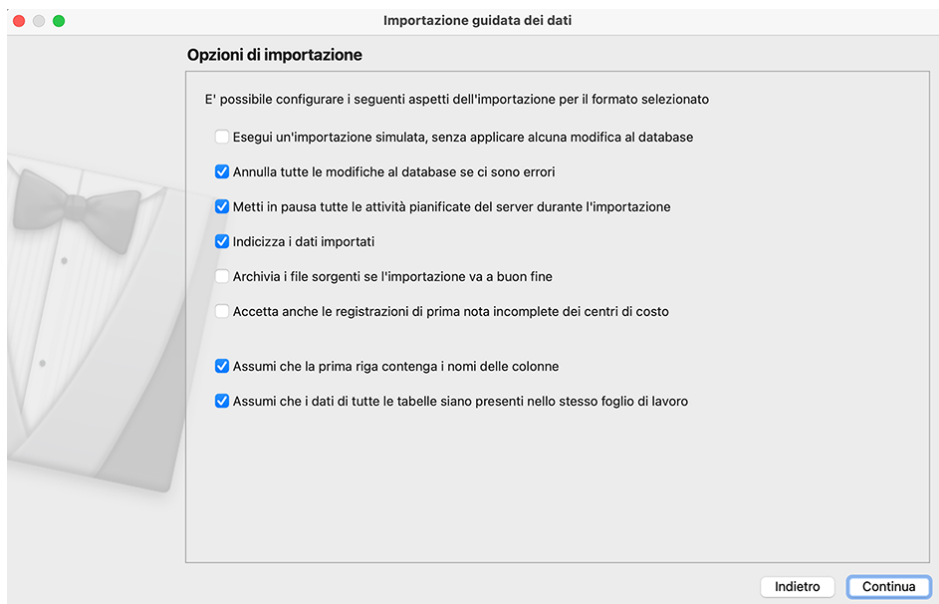 Importazione guidata dei dati
Opzioni di importazione
E' possibile configurare i seguenti aspetti dell'importazione per il formato selezionato
Esegui un'importazione simulata, senza applicare alcuna modifica al database
Annulla tutte le modifiche al database se ci sono errori
Metti in pausa tutte le attività pianificate del server durante l'importazione
Indicizza i dati importati
Archivia i file sorgenti se l'importazione va a buon fine
Accetta anche le registrazioni di prima nota incomplete dei centri di costo
Assumi che la prima riga contenga i nomi delle colonne
Assumi che i dati di tutte le tabelle siano presenti nello stesso foglio di lavoro
Indietro
Continua